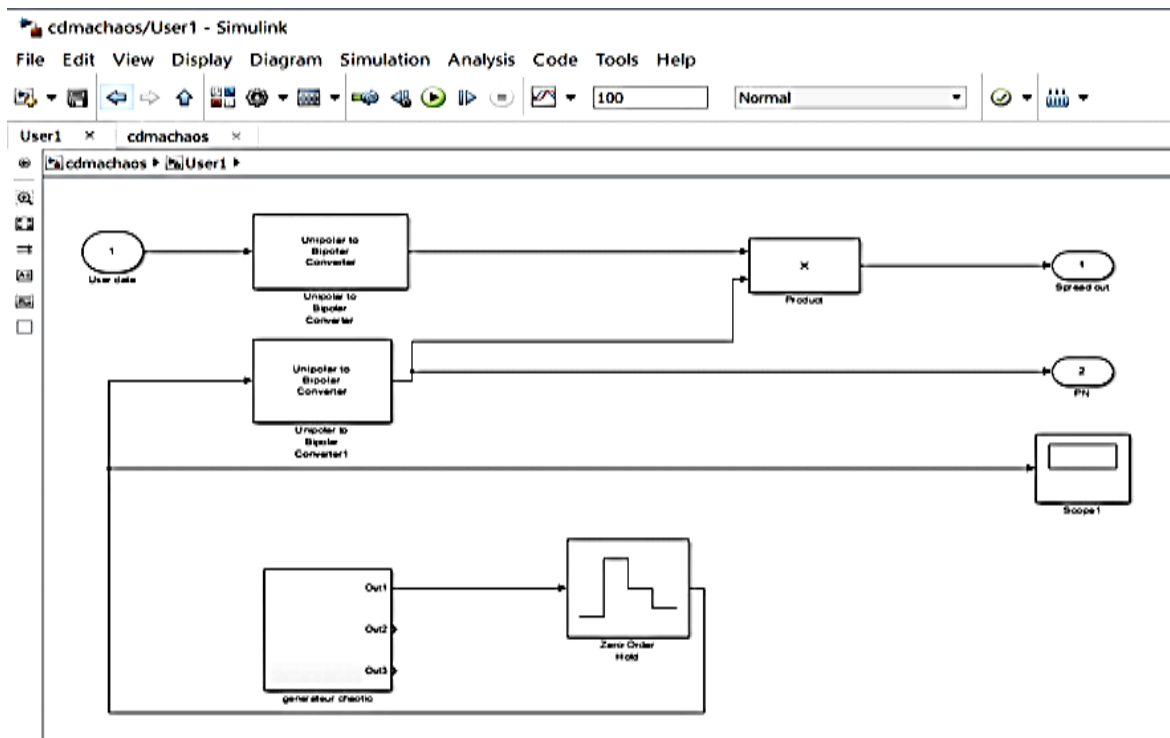 cdmachaos/User1 - Simulink
File Edit View Display Diagram Simulation Analysis Code Tools Help
100 Normal
User1 × cdmachaos ×
cdmachaos User1
1
User data
Unipolar to
Bipolar
Converter
Unipolar to
Bipolar
Converter
×
Product
1
Spread out
Unipolar to
Bipolar
Converter
Unipolar to
Bipolar
Converter1
2
PN
Scope1
Out1
Out2
Out3
generateur chaotic
Zero-Order
Hold